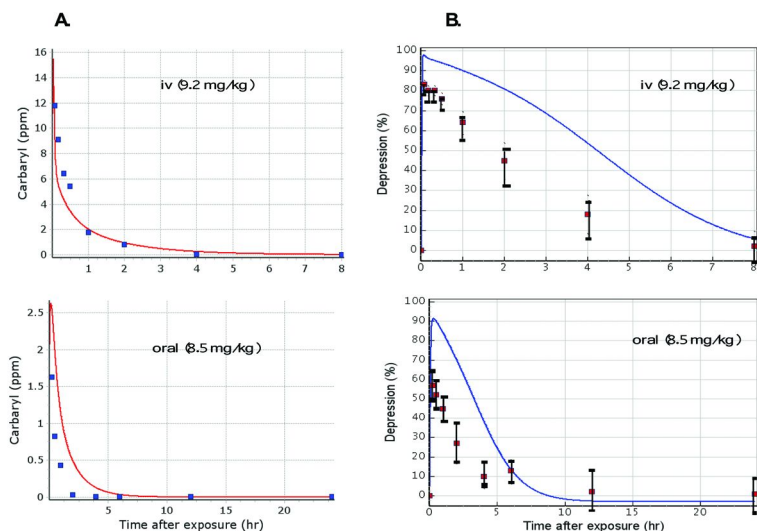 A.
B.
16
14
12
10
8
6
4
2
0
Carbaryl (ppm)
iv (9.2 mg/kg)
1 2 3 4 5 6 7 8
100
90
80
70
60
50
40
30
20
10
0
Depression (%)
iv (9.2 mg/kg)
0.0 1 2 3 4 5 6 7 8
2.5
2
1.5
1
0.5
0
Carbaryl (ppm)
oral (8.5 mg/kg)
5 10 15 20
Time after exposure (hr)
100
90
80
70
60
50
40
30
20
10
0
Depression (%)
oral (8.5 mg/kg)
0 5 10 15 20
Time after exposure (hr)